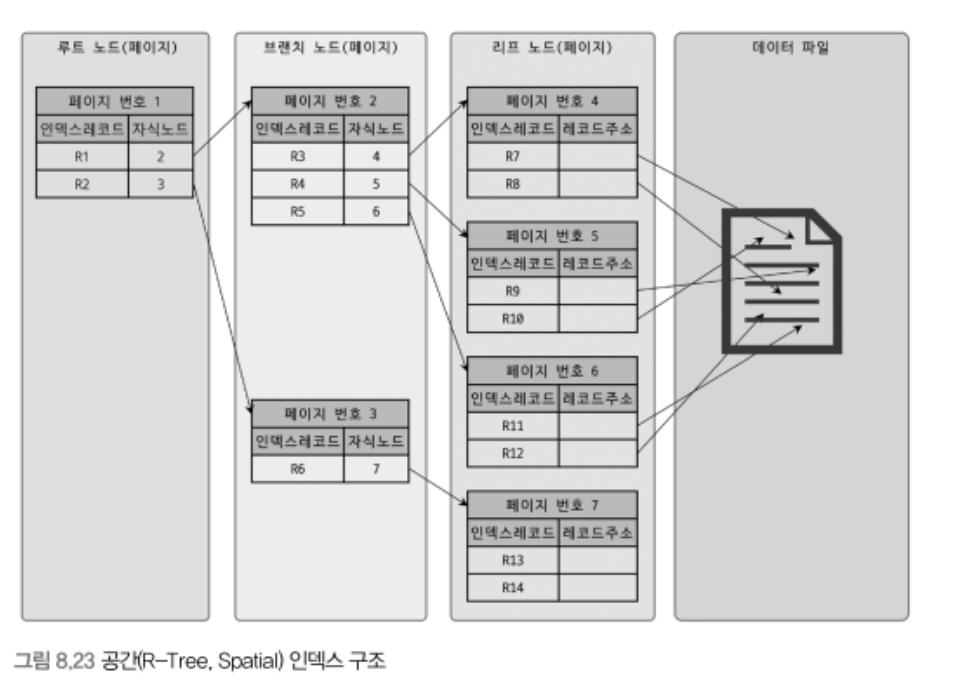 루트 노드(페이지)
페이지 번호 1
인덱스레코드 자식노드
R1 2
R2 3
브랜치 노드(페이지)
페이지 번호 2
인덱스레코드 자식노드
R3 4
R4 5
R5 6
페이지 번호 3
인덱스레코드 자식노드
R6 7
리프 노드(페이지)
페이지 번호 4
인덱스레코드 레코드주소
R7
R8
페이지 번호 5
인덱스레코드 레코드주소
R9
R10
페이지 번호 6
인덱스레코드 레코드주소
R11
R12
페이지 번호 7
인덱스레코드 레코드주소
R13
R14
데이터 파일
그림 8.23 공간(R-Tree, Spatial) 인덱스 구조